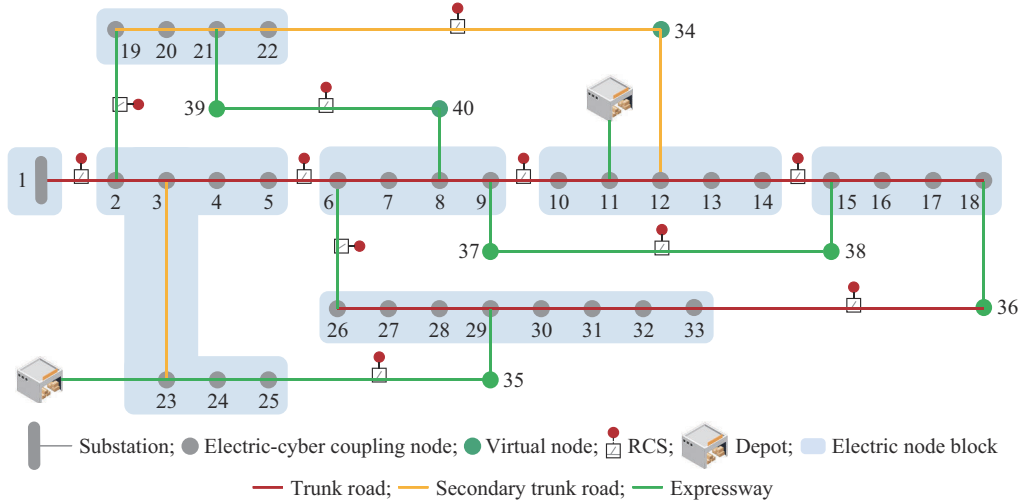 34
19 20 21 22
39 40
1
2 3 4 5 6 7 8 9 10 11 12 13 14 15 16 17 18
37 38
36
26 27 28 29 30 31 32 33
35
23 24 25
Substation; Electric-cyber coupling node; Virtual node; RCS; Depot; Electric node block
Trunk road; Secondary trunk road; Expressway